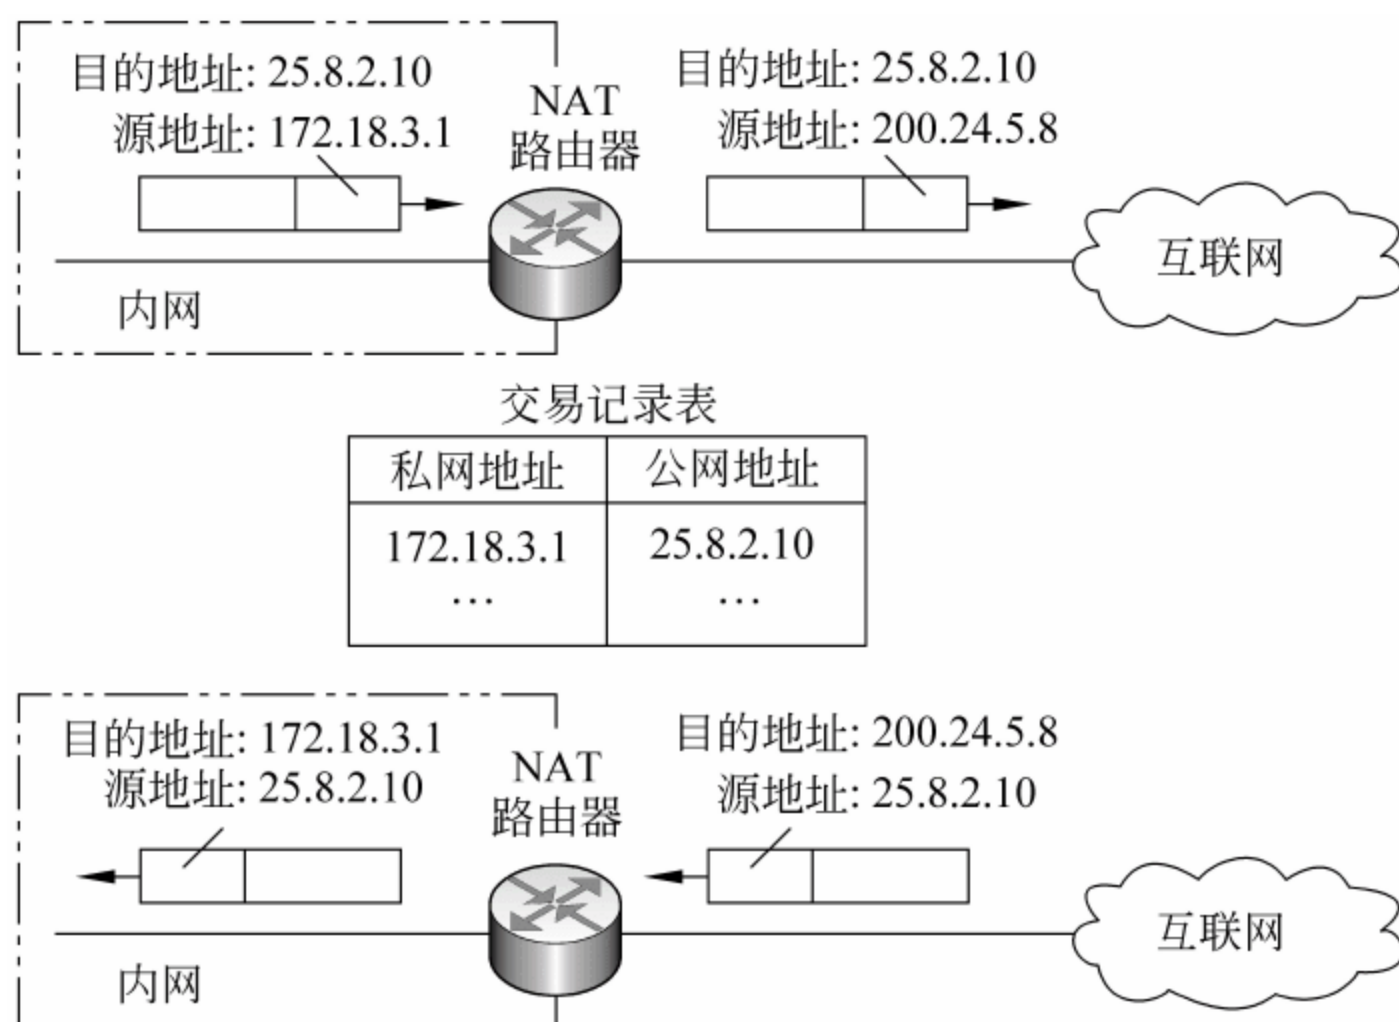 目的地址: 25.8.2.10
源地址: 172.18.3.1
NAT
路由器
目的地址: 25.8.2.10
源地址: 200.24.5.8
互联网
内网
交易记录表
私网地址 公网地址
172.18.3.1 25.8.2.10
… …
目的地址: 172.18.3.1
源地址: 25.8.2.10
NAT
路由器
目的地址: 200.24.5.8
源地址: 25.8.2.10
互联网
内网